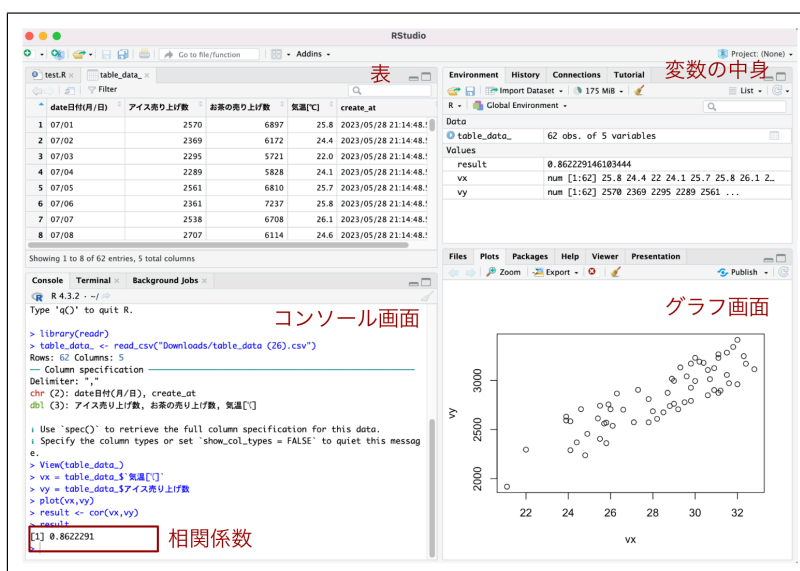 RStudio
Go to file/function
Addins
Project: (None)
test.R
table_data_
表
Filter
date日付(月/日) アイス売り上げ数 お茶の売り上げ数 気温[℃] create_at
1 07/01 2570 6897 25.8 2023/05/28 21:14:48.
2 07/02 2369 6172 24.4 2023/05/28 21:14:48.
3 07/03 2295 5721 22.0 2023/05/28 21:14:48.
4 07/04 2289 5828 24.1 2023/05/28 21:14:48.
5 07/05 2561 6810 25.7 2023/05/28 21:14:48.
6 07/06 2361 7237 25.8 2023/05/28 21:14:48.
7 07/07 2538 6708 26.1 2023/05/28 21:14:48.
8 07/08 2707 6114 24.6 2023/05/28 21:14:48.
Showing 1 to 8 of 62 entries, 5 total columns
Environment History Connections Tutorial
変数の中身
Import Dataset 175 MiB List
R Global Environment
Data
table_data_ 62 obs. of 5 variables
Values
result 0.862229146103444
vx num [1:62] 25.8 24.4 22 24.1 25.7 25.8 26.1 2…
vy num [1:62] 2570 2369 2295 2289 2561 ...
Console Terminal Background Jobs
R 4.3.2 · ~/
コンソール画面
Type 'q()' to quit R.
> library(readr)
> table_data_ <- read_csv("Downloads/table_data (26).csv")
Rows: 62 Columns: 5
── Column specification ──
Delimiter: ","
chr (2): date日付(月/日), create_at
dbl (3): アイス売り上げ数, お茶の売り上げ数, 気温[℃]
ℹ Use `spec()` to retrieve the full column specification for this data.
ℹ Specify the column types or set `show_col_types = FALSE` to quiet this messag
e.
> View(table_data_)
> vx = table_data_$`気温[℃]`
> vy = table_data_$アイス売り上げ数
> plot(vx,vy)
> result <- cor(vx,vy)
> result
[1] 0.8622291
>
相関係数
Files Plots Packages Help Viewer Presentation
Zoom Export Publish
グラフ画面
3000
2500
2000
vy
22 24 26 28 30 32
vx